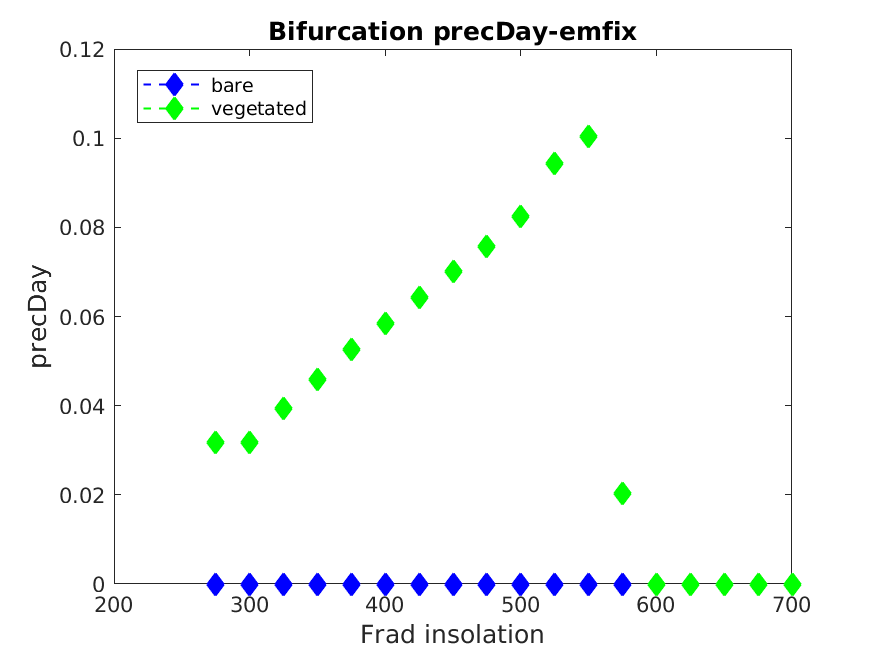 Bifurcation precDay-emfix
bare
vegetated
0.12
0.1
0.08
0.06
0.04
0.02
0
precDay
200 300 400 500 600 700
Frad insolation